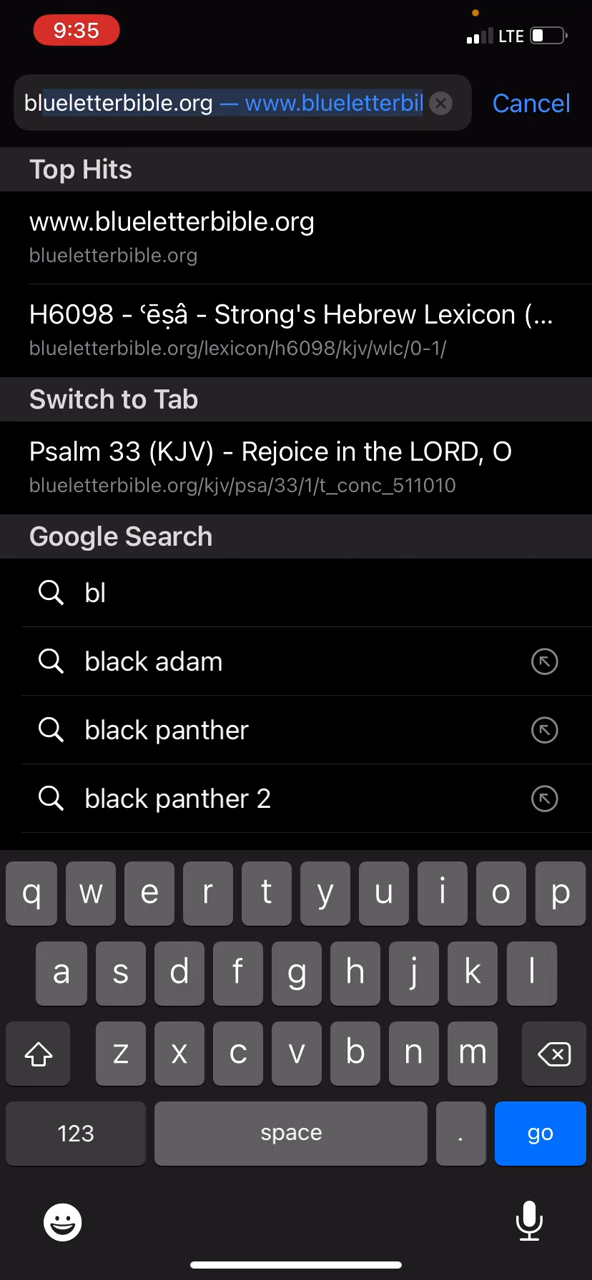 9:35
LTE
blueletterbible.org — www.blueletterbil
Cancel
Top Hits
www.blueletterbible.org
blueletterbible.org
H6098 - ʿēṣâ - Strong's Hebrew Lexicon (...
blueletterbible.org/lexicon/h6098/kjv/wlc/0-1/
Switch to Tab
Psalm 33 (KJV) - Rejoice in the LORD, O
blueletterbible.org/kjv/psa/33/1/t_conc_511010
Google Search
bl
black adam
black panther
black panther 2
q w e r t y u i o p
a s d f g h j k l
z x c v b n m
123 space . go